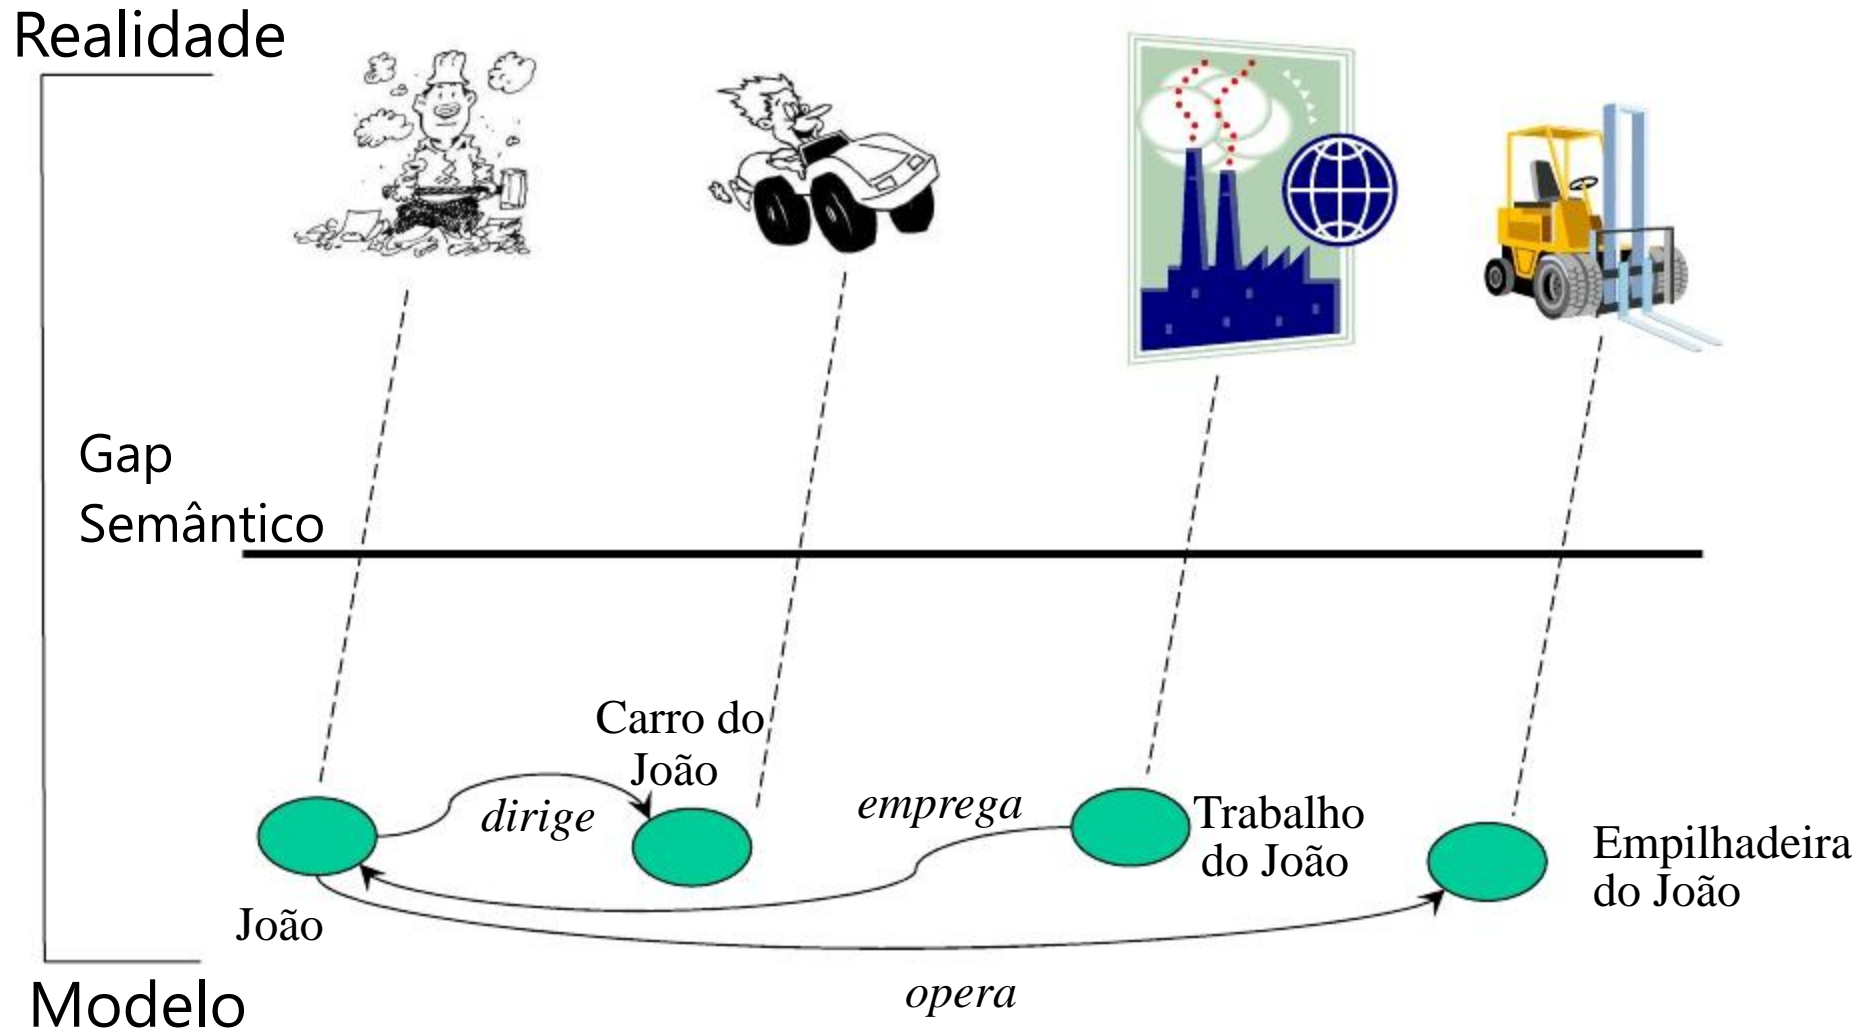 Realidade
Gap
Semântico
Carro do
João
dirige
emprega
Trabalho
do João
Empilhadeira
do João
João
opera
Modelo